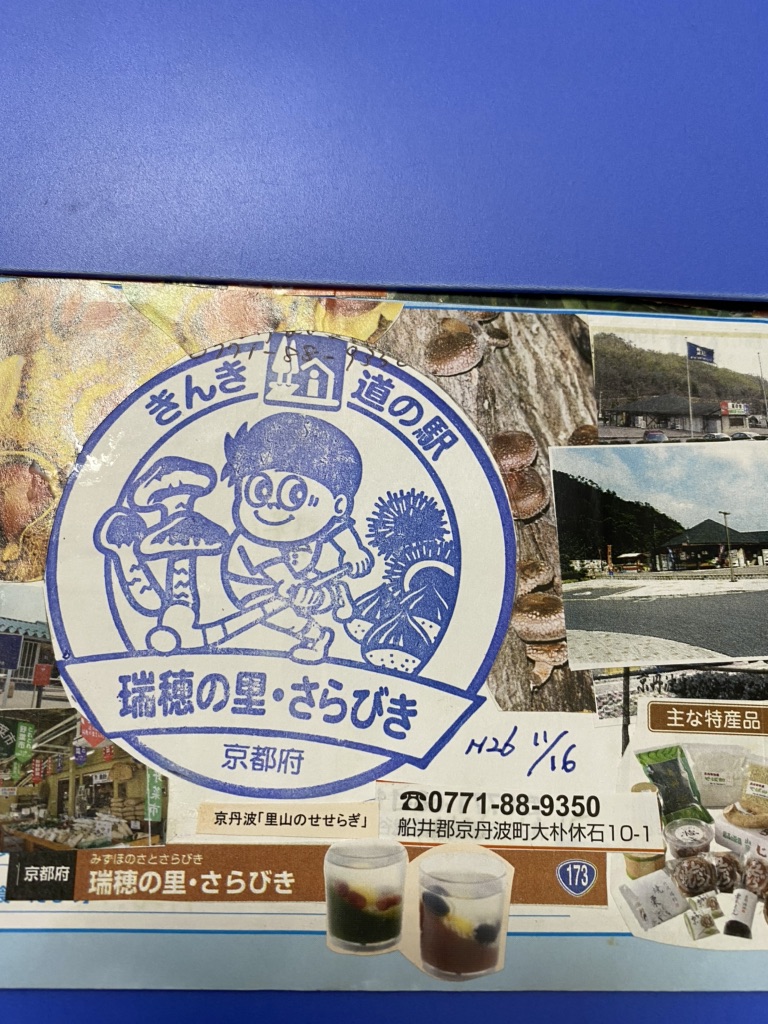 0771-88-9350
きんき 道の駅
瑞穂の里・さらびき
京都府
H26 11/16
主な特産品
京丹波「里山のせせらぎ」
☎0771-88-9350
船井郡京丹波町大朴休石10-1
京都府
みずほのさとさらびき
瑞穂の里・さらびき
173